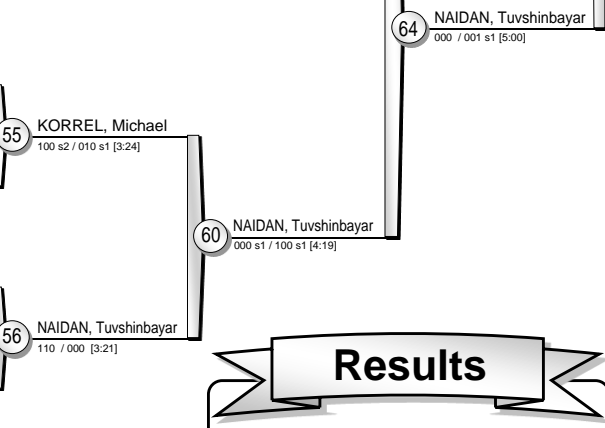 64
NAIDAN, Tuvshinbayar
000 / 001 s1 [5:00]
55
KORREL, Michael
100 s2 / 010 s1 [3:24]
60
NAIDAN, Tuvshinbayar
000 s1 / 100 s1 [4:19]
56
NAIDAN, Tuvshinbayar
110 / 000 [3:21]
Results